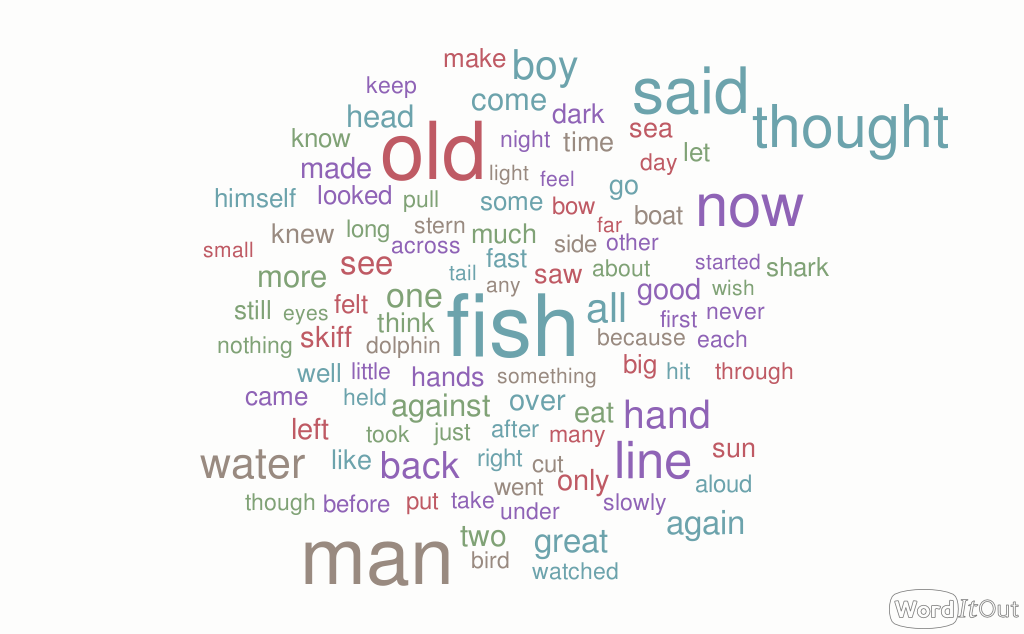 make boy
keep come said
head dark thought
know old night time sea
made light feel day let
himself looked pull some bow go boat now
knew long stern much far
small across side other
more see tail fast saw about started shark
any good wish
still eyes felt one fish all first never
nothing skiff think dolphin because each
well little hands something big hit through
came held against over eat hand
left took just after many sun
water like back right cut line
went only aloud
though before put take under slowly
man two great again
bird watched
WordItOut